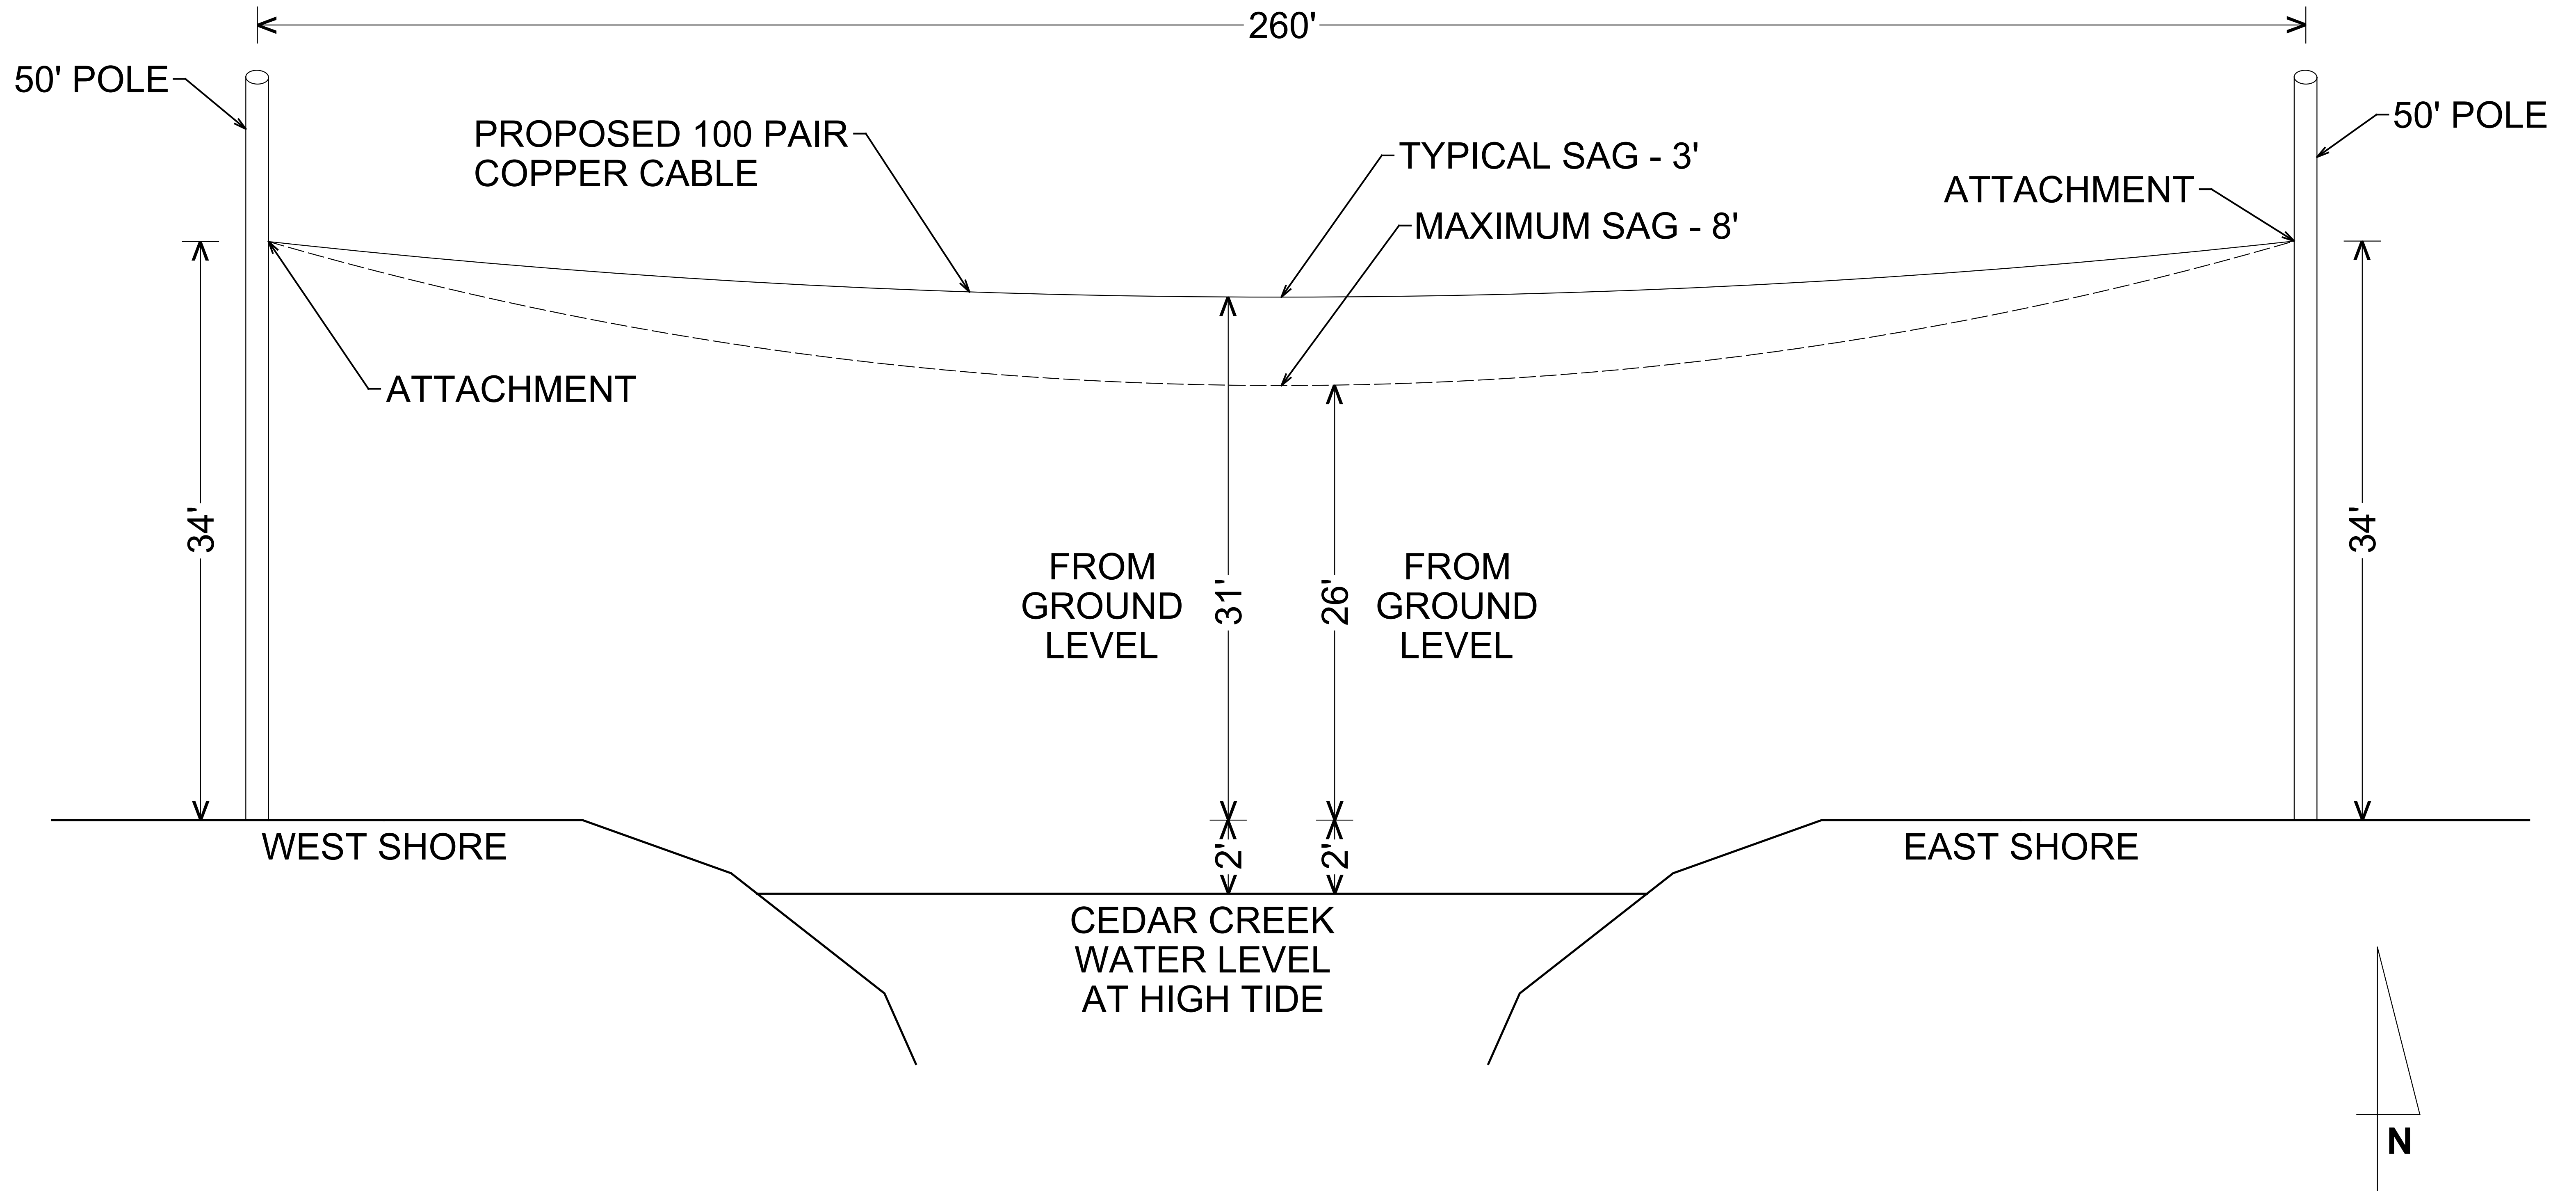 260'
50' POLE
50' POLE
PROPOSED 100 PAIR
COPPER CABLE
TYPICAL SAG - 3'
ATTACHMENT
MAXIMUM SAG - 8'
ATTACHMENT
34'
FROM
GROUND
LEVEL
31'
26'
FROM
GROUND
LEVEL
34'
WEST SHORE
2'
2'
EAST SHORE
CEDAR CREEK
WATER LEVEL
AT HIGH TIDE
N